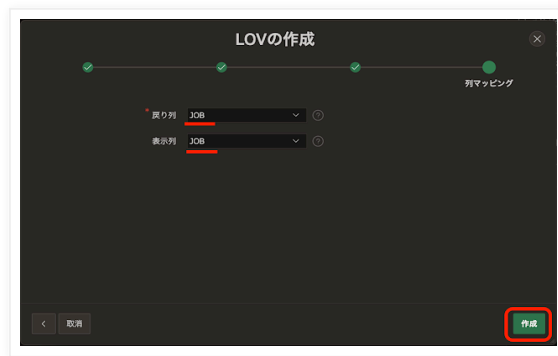 LOVの作成
列マッピング
* 戻り列 JOB
表示列 JOB
取消
作成